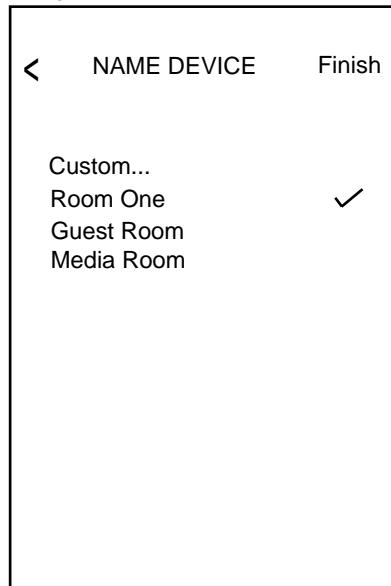 < NAME DEVICE Finish
Custom...
Room One
Guest Room
Media Room